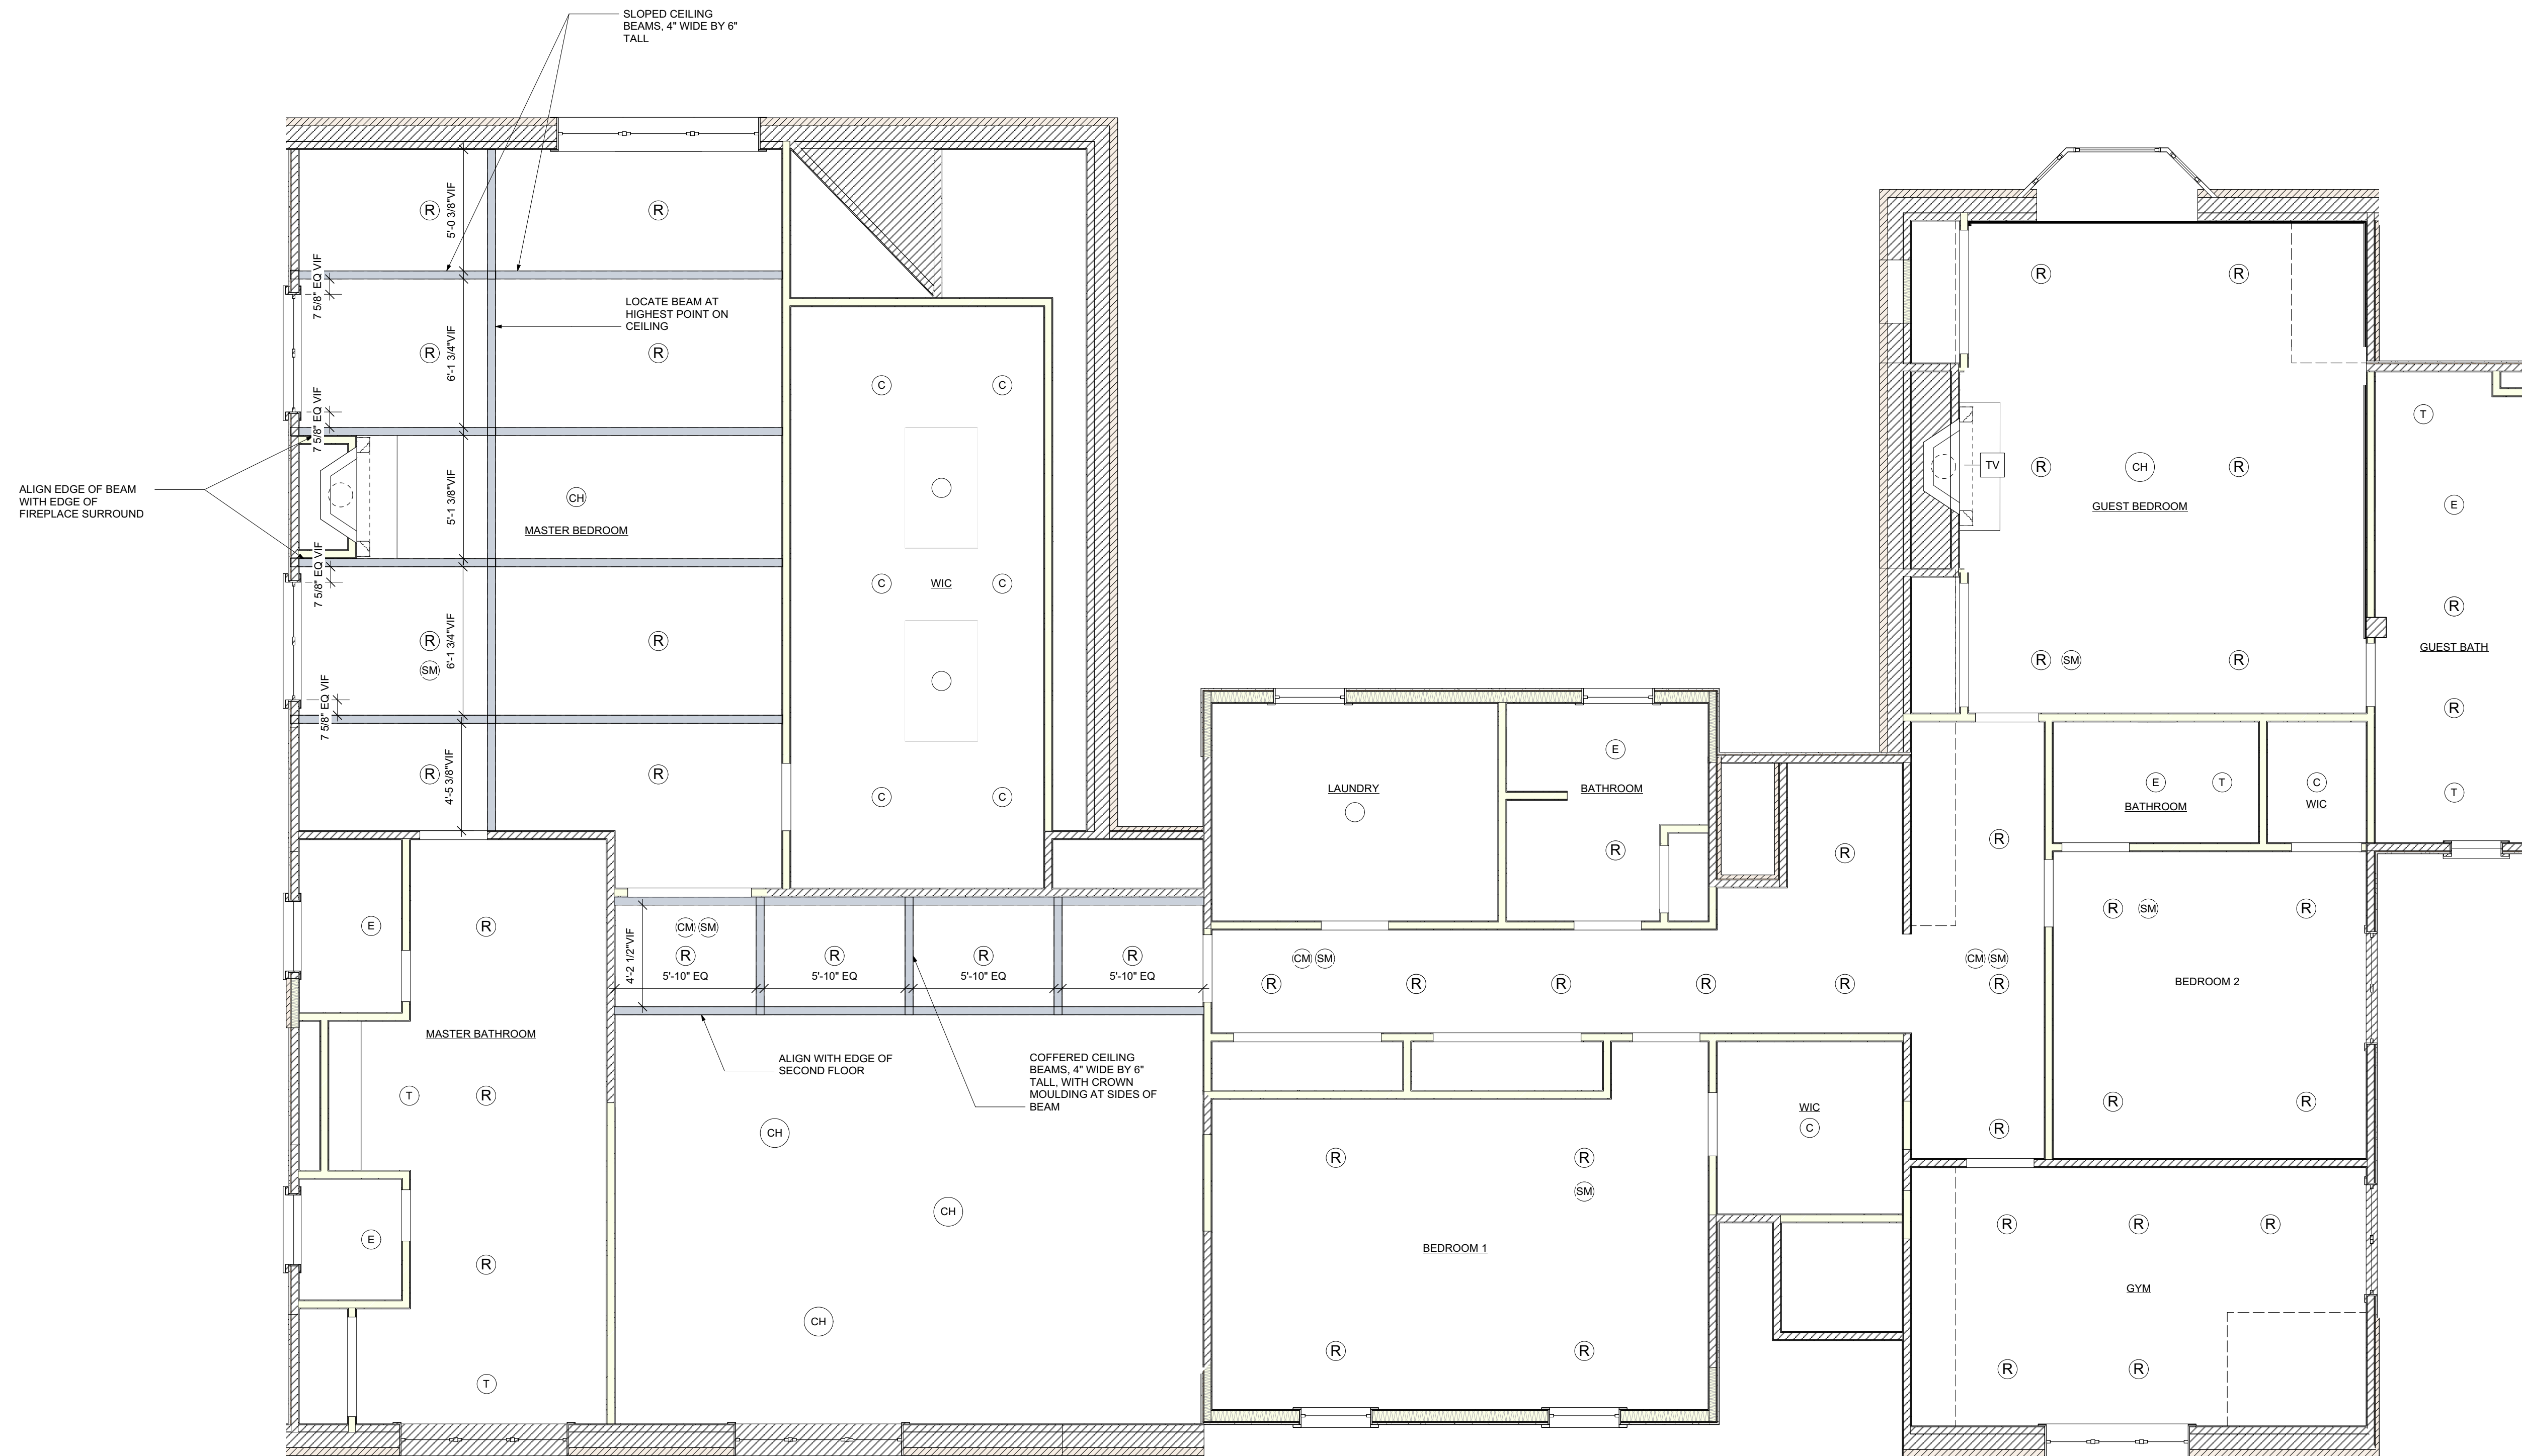 SLOPED CEILING
BEAMS, 4" WIDE BY 6"
TALL
R
R
5'-0 3/8"VIF
7 5/8" EQ VIF
LOCATE BEAM AT
HIGHEST POINT ON
CEILING
R
R
6'-1 3/4"VIF
7 5/8" EQ VIF
ALIGN EDGE OF BEAM
WITH EDGE OF
FIREPLACE SURROUND
5'-1 3/8"VIF
CH
MASTER BEDROOM
7 5/8" EQ VIF
R
SM
R
6'-1 3/4"VIF
7 5/8" EQ VIF
R
R
4'-5 3/8"VIF
C
C
C
WIC
C
C
C
R
R
R
TV
CH
R
GUEST BEDROOM
R
SM
R
T
E
R
GUEST BATH
R
T
LAUNDRY
E
BATHROOM
R
E
T
BATHROOM
C
WIC
R
R
E
R
CM
SM
R
R
R
R
5'-10" EQ
5'-10" EQ
5'-10" EQ
5'-10" EQ
4'-2 1/2"VIF
CM
SM
R
R
R
R
R
CM
SM
R
R
SM
R
BEDROOM 2
R
R
R
MASTER BATHROOM
T
R
ALIGN WITH EDGE OF
SECOND FLOOR
COFFERED CEILING
BEAMS, 4" WIDE BY 6"
TALL, WITH CROWN
MOULDING AT SIDES OF
BEAM
CH
CH
CH
E
R
T
WIC
C
R
R
SM
BEDROOM 1
R
R
R
R
R
GYM
R
R